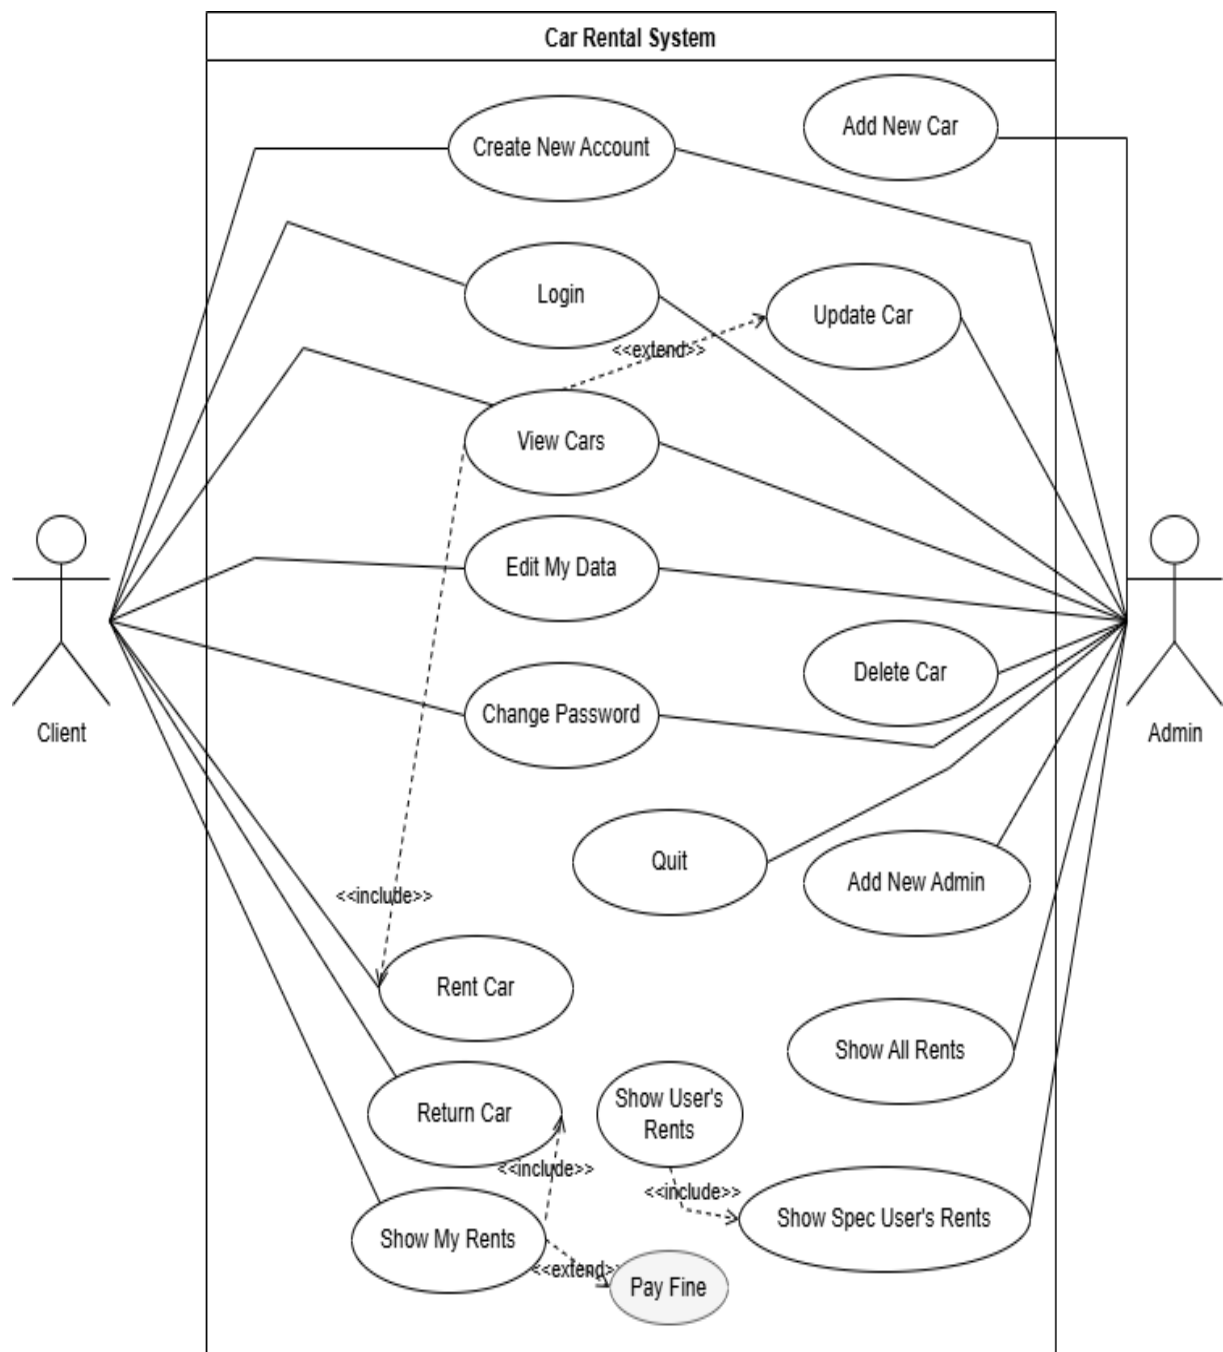 Car Rental System
Add New Car
Create New Account
Login
Update Car
<<extend>>
View Cars
Edit My Data
Delete Car
Change Password
Client
Admin
Quit
Add New Admin
<<include>>
Rent Car
Show All Rents
Show User's
Rents
Return Car
<<include>>
<<include>>
Show Spec User's Rents
Show My Rents
<<extend>>
Pay Fine